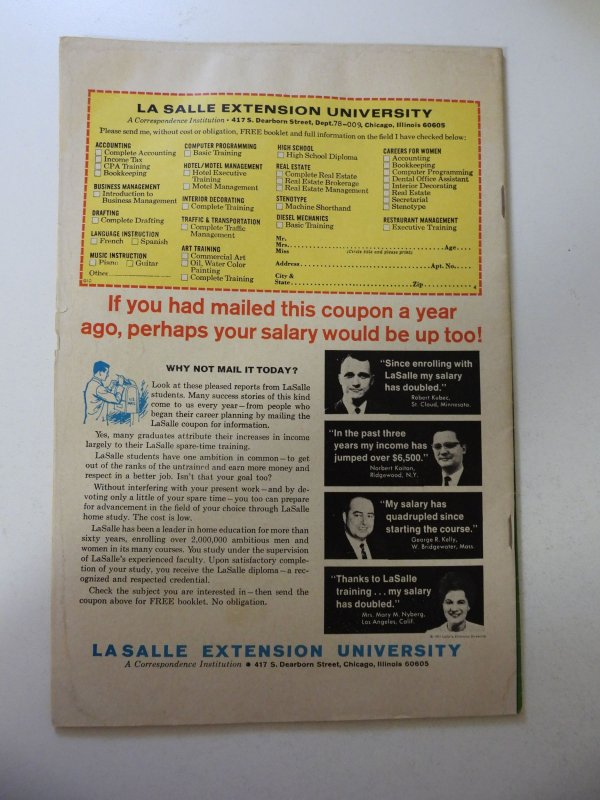 LA SALLE EXTENSION UNIVERSITY
A Correspondence Institution • 417 S. Dearborn Street, Dept. 78-009, Chicago, Illinois 60605
Please send me, without cost or obligation, FREE booklet and full information on the field I have checked below:
ACCOUNTING
Complete Accounting
Income Tax
CPA Training
Bookkeeping
BUSINESS MANAGEMENT
Introduction to
Business Management
DRAFTING
Complete Drafting
LANGUAGE INSTRUCTION
French Spanish
MUSIC INSTRUCTION
Piano Guitar
Other
COMPUTER PROGRAMMING
Basic Training
HOTEL/MOTEL MANAGEMENT
Hotel Executive
Training
Motel Management
INTERIOR DECORATING
Complete Training
TRAFFIC & TRANSPORTATION
Complete Traffic
Management
ART TRAINING
Commercial Art
Oil, Water Color
Painting
Complete Training
HIGH SCHOOL
High School Diploma
REAL ESTATE
Complete Real Estate
Real Estate Brokerage
Real Estate Management
STENOTYPE
Machine Shorthand
DIESEL MECHANICS
Basic Training
CAREERS FOR WOMEN
Accounting
Bookkeeping
Computer Programming
Dental Office Assistant
Interior Decorating
Real Estate
Secretarial
Stenotype
RESTAURANT MANAGEMENT
Executive Training
Mr.
Mrs. Age
Miss (Circle title and please print)
Address Apt. No.
City &
State Zip
If you had mailed this coupon a year
ago, perhaps your salary would be up too!
WHY NOT MAIL IT TODAY?
Look at these pleased reports from LaSalle
students. Many success stories of this kind
come to us every year—from people who
began their career planning by mailing the
LaSalle coupon for information.
Yes, many graduates attribute their increases in income
largely to their LaSalle spare-time training.
LaSalle students have one ambition in common—to get
out of the ranks of the untrained and earn more money and
respect in a better job. Isn't that your goal too?
Without interfering with your present work—and by de-
voting only a little of your spare time—you too can prepare
for advancement in the field of your choice through LaSalle
home study. The cost is low.
LaSalle has been a leader in home education for more than
sixty years, enrolling over 2,000,000 ambitious men and
women in its many courses. You study under the supervision
of LaSalle's experienced faculty. Upon satisfactory comple-
tion of your study, you receive the LaSalle diploma—a rec-
ognized and respected credential.
Check the subject you are interested in—then send the
coupon above for FREE booklet. No obligation.
"Since enrolling with
LaSalle my salary
has doubled."
Robert Kubec,
St. Cloud, Minnesota.
"In the past three
years my income has
jumped over $6,500."
Norbert Kaitan,
Ridgewood, N.Y.
"My salary has
quadrupled since
starting the course."
George R. Kelly,
W. Bridgewater, Mass.
"Thanks to LaSalle
training . . . my salary
has doubled."
Mrs. Mary M. Nyberg,
Los Angeles, Calif.
LA SALLE EXTENSION UNIVERSITY
A Correspondence Institution • 417 S. Dearborn Street, Chicago, Illinois 60605